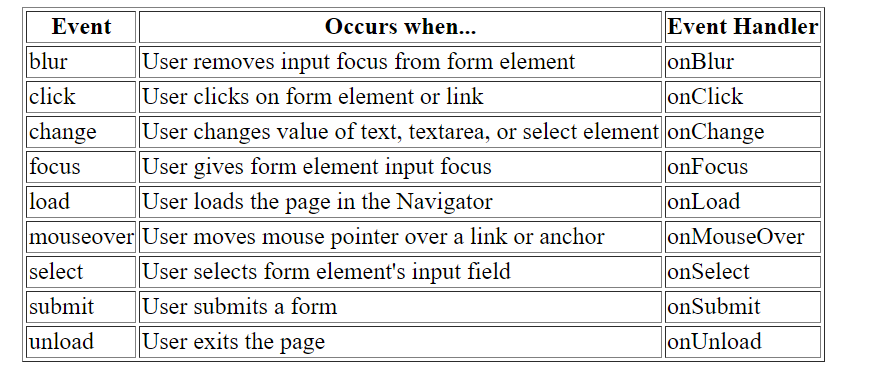 Event Occurs when... Event Handler
blur User removes input focus from form element onBlur
click User clicks on form element or link onClick
change User changes value of text, textarea, or select element onChange
focus User gives form element input focus onFocus
load User loads the page in the Navigator onLoad
mouseover User moves mouse pointer over a link or anchor onMouseOver
select User selects form element's input field onSelect
submit User submits a form onSubmit
unload User exits the page onUnload